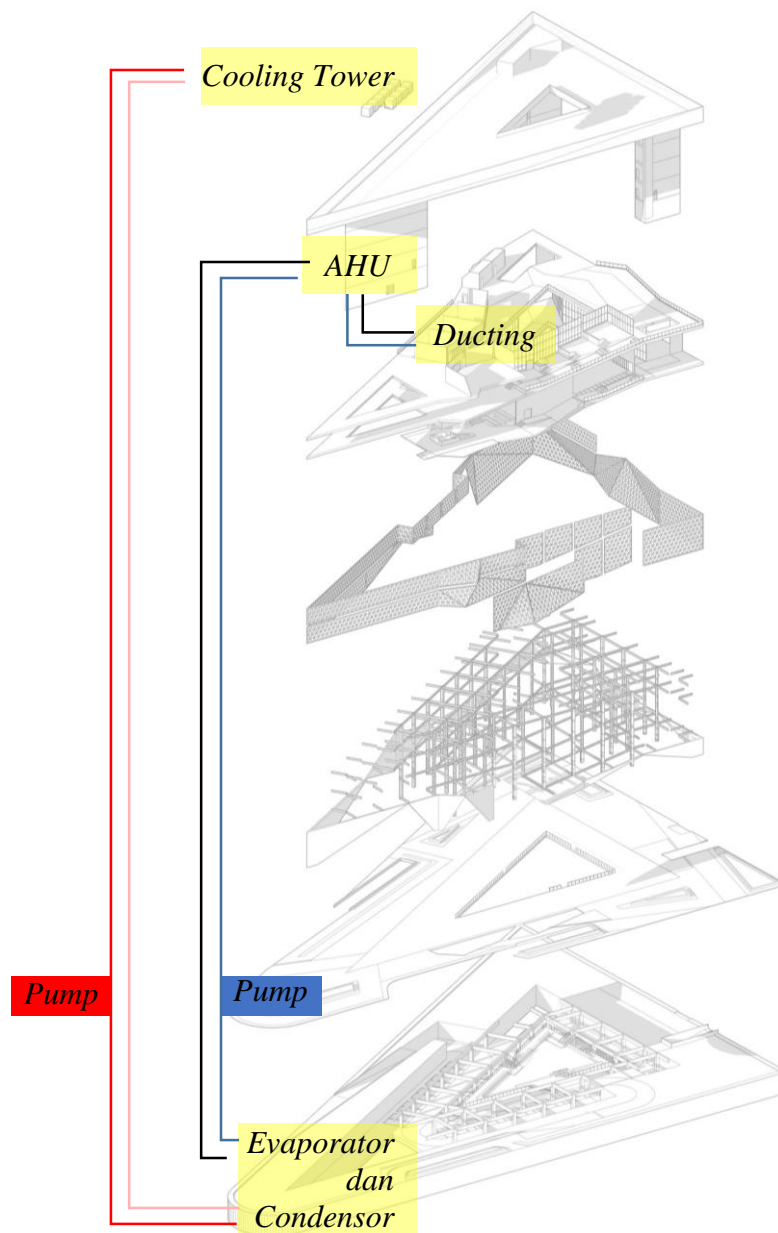 Cooling Tower
AHU
Ducting
Pump
Pump
Evaporator
dan
Condensor